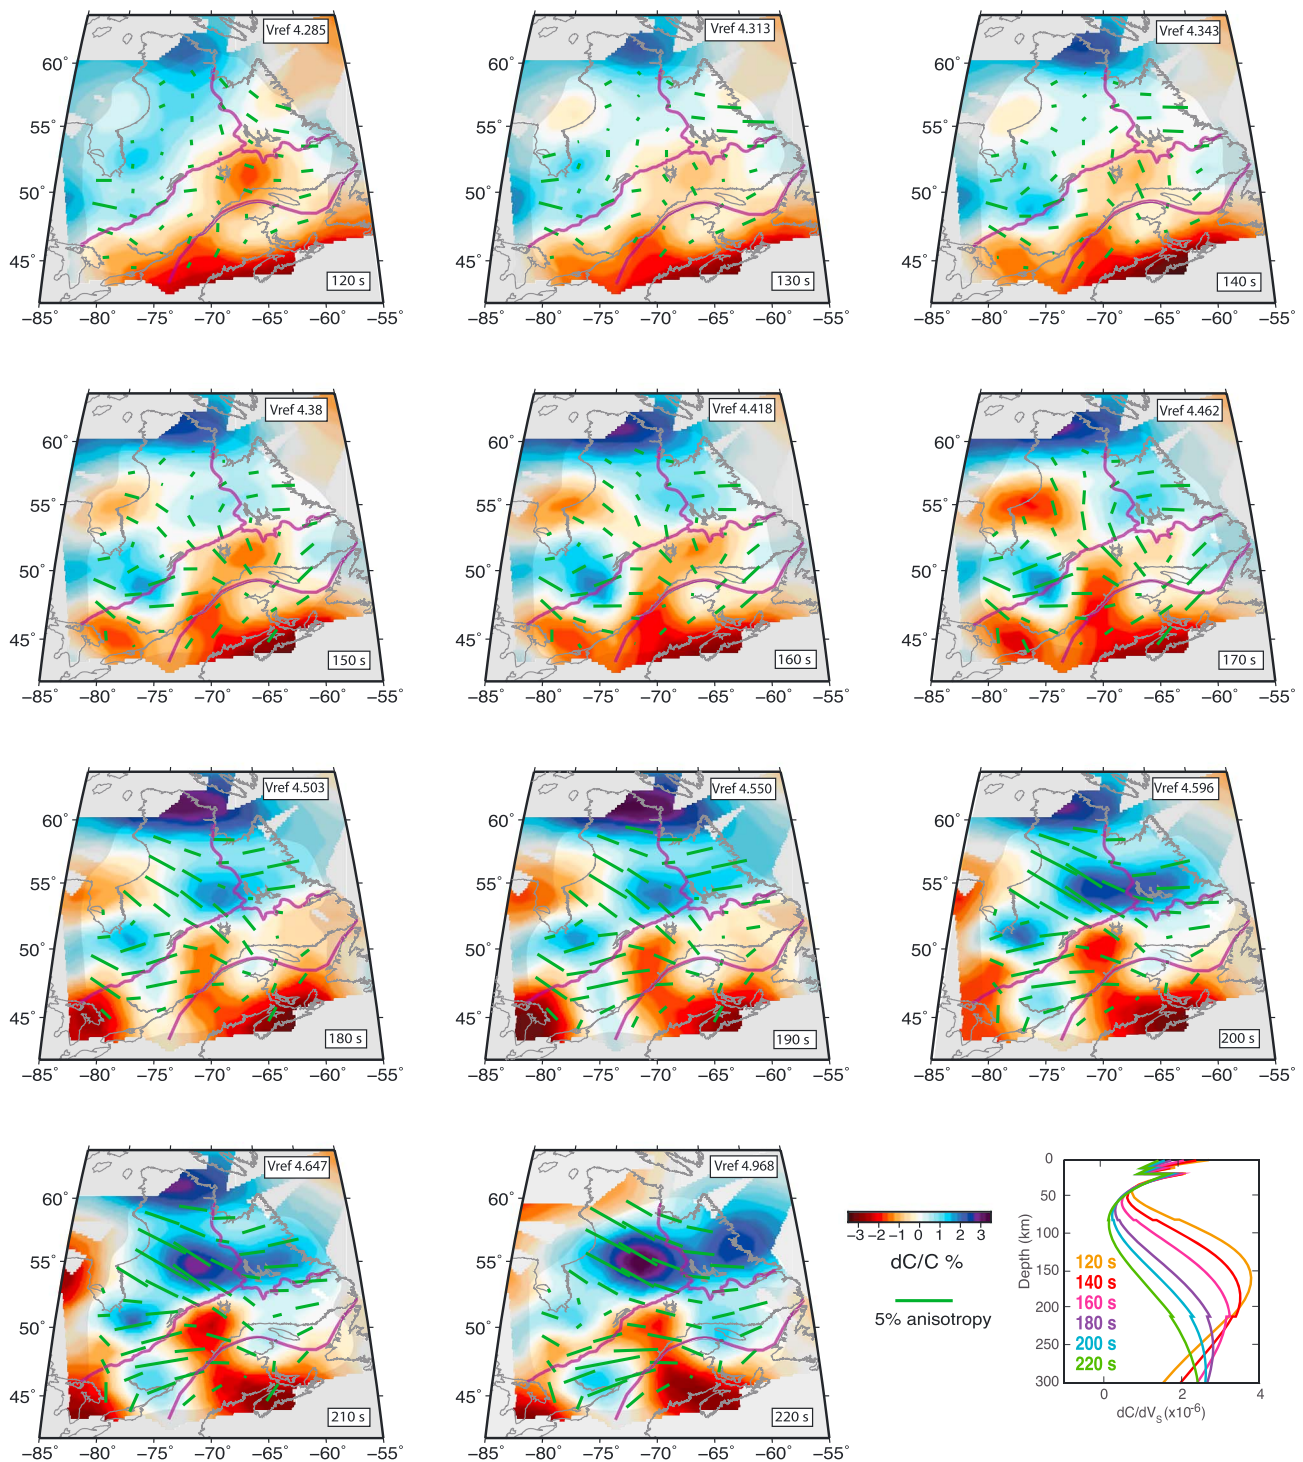 Vref 4.285
60°
55°
50°
45°
120 s
−85 −80 −75 −70 −65 −60 −55
Vref 4.313
60°
55°
50°
45°
130 s
−85 −80 −75 −70 −65 −60 −55
Vref 4.343
60°
55°
50°
45°
140 s
−85 −80 −75 −70 −65 −60 −55°
Vref 4.38
60°
55°
50°
45°
150 s
−85° −80° −75° −70° −65° −60° −55°
Vref 4.418
60°
55°
50°
45°
160 s
−85° −80° −75° −70° −65° −60° −55°
Vref 4.462
60°
55°
50°
45°
170 s
−85° −80° −75° −70° −65° −60° −55°
Vref 4.503
60°
55°
50°
45°
180 s
−85° −80° −75° −70° −65° −60° −55°
Vref 4.550
60°
55°
50°
45°
190 s
−85° −80° −75° −70° −65° −60° −55°
Vref 4.596
60°
55°
50°
45°
200 s
−85° −80° −75° −70° −65° −60° −55°
Vref 4.647
60°
55°
50°
45°
210 s
−85° −80° −75° −70° −65° −60° −55°
Vref 4.968
60°
55°
50°
45°
220 s
−85° −80° −75° −70° −65° −60° −55°
−3 −2 −1 0 1 2 3
dC/C %
5% anisotropy
Depth (km)
0
50
100
150
200
250
300
120 s
140 s
160 s
180 s
200 s
220 s
0 2 4
dC/dVS (x10-6)